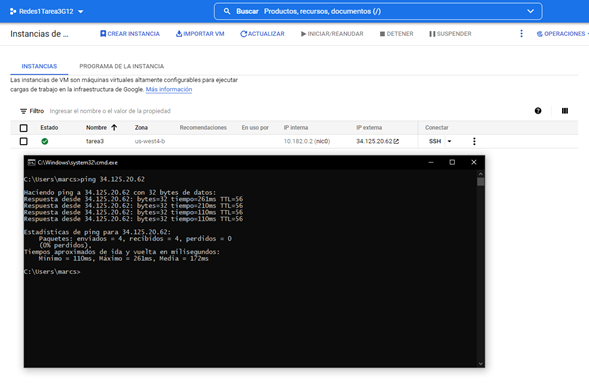 Redes1Tarea3G12
Buscar Productos, recursos, documentos (/)
Instancias de ...
CREAR INSTANCIA
IMPORTAR VM
ACTUALIZAR
INICIAR/REANUDAR
DETENER
SUSPENDER
OPERACIONES
INSTANCIAS
PROGRAMA DE LA INSTANCIA
Las instancias de VM son máquinas virtuales altamente configurables para ejecutar
cargas de trabajo en la infraestructura de Google. Más información
Filtro Ingresar el nombre o el valor de la propiedad
Estado Nombre Zona Recomendaciones En uso por IP interna IP externa Conectar
tarea3 us-west4-b 10.182.0.2 (nic0) 34.125.20.62 SSH
C:\Windows\system32\cmd.exe
C:\Users\marcs>ping 34.125.20.62
Haciendo ping a 34.125.20.62 con 32 bytes de datos:
Respuesta desde 34.125.20.62: bytes=32 tiempo=261ms TTL=56
Respuesta desde 34.125.20.62: bytes=32 tiempo=210ms TTL=56
Respuesta desde 34.125.20.62: bytes=32 tiempo=110ms TTL=56
Respuesta desde 34.125.20.62: bytes=32 tiempo=110ms TTL=56
Estadísticas de ping para 34.125.20.62:
Paquetes: enviados = 4, recibidos = 4, perdidos = 0
(0% perdidos),
Tiempos aproximados de ida y vuelta en milisegundos:
Mínimo = 110ms, Máximo = 261ms, Media = 172ms
C:\Users\marcs>